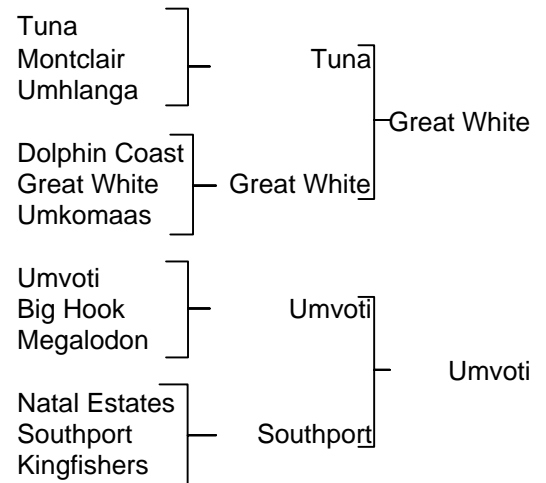 Tuna
Montclair
Umhlanga
Tuna
Great White
Dolphin Coast
Great White
Umkomaas
Great White
Umvoti
Big Hook
Megalodon
Umvoti
Umvoti
Natal Estates
Southport
Kingfishers
Southport